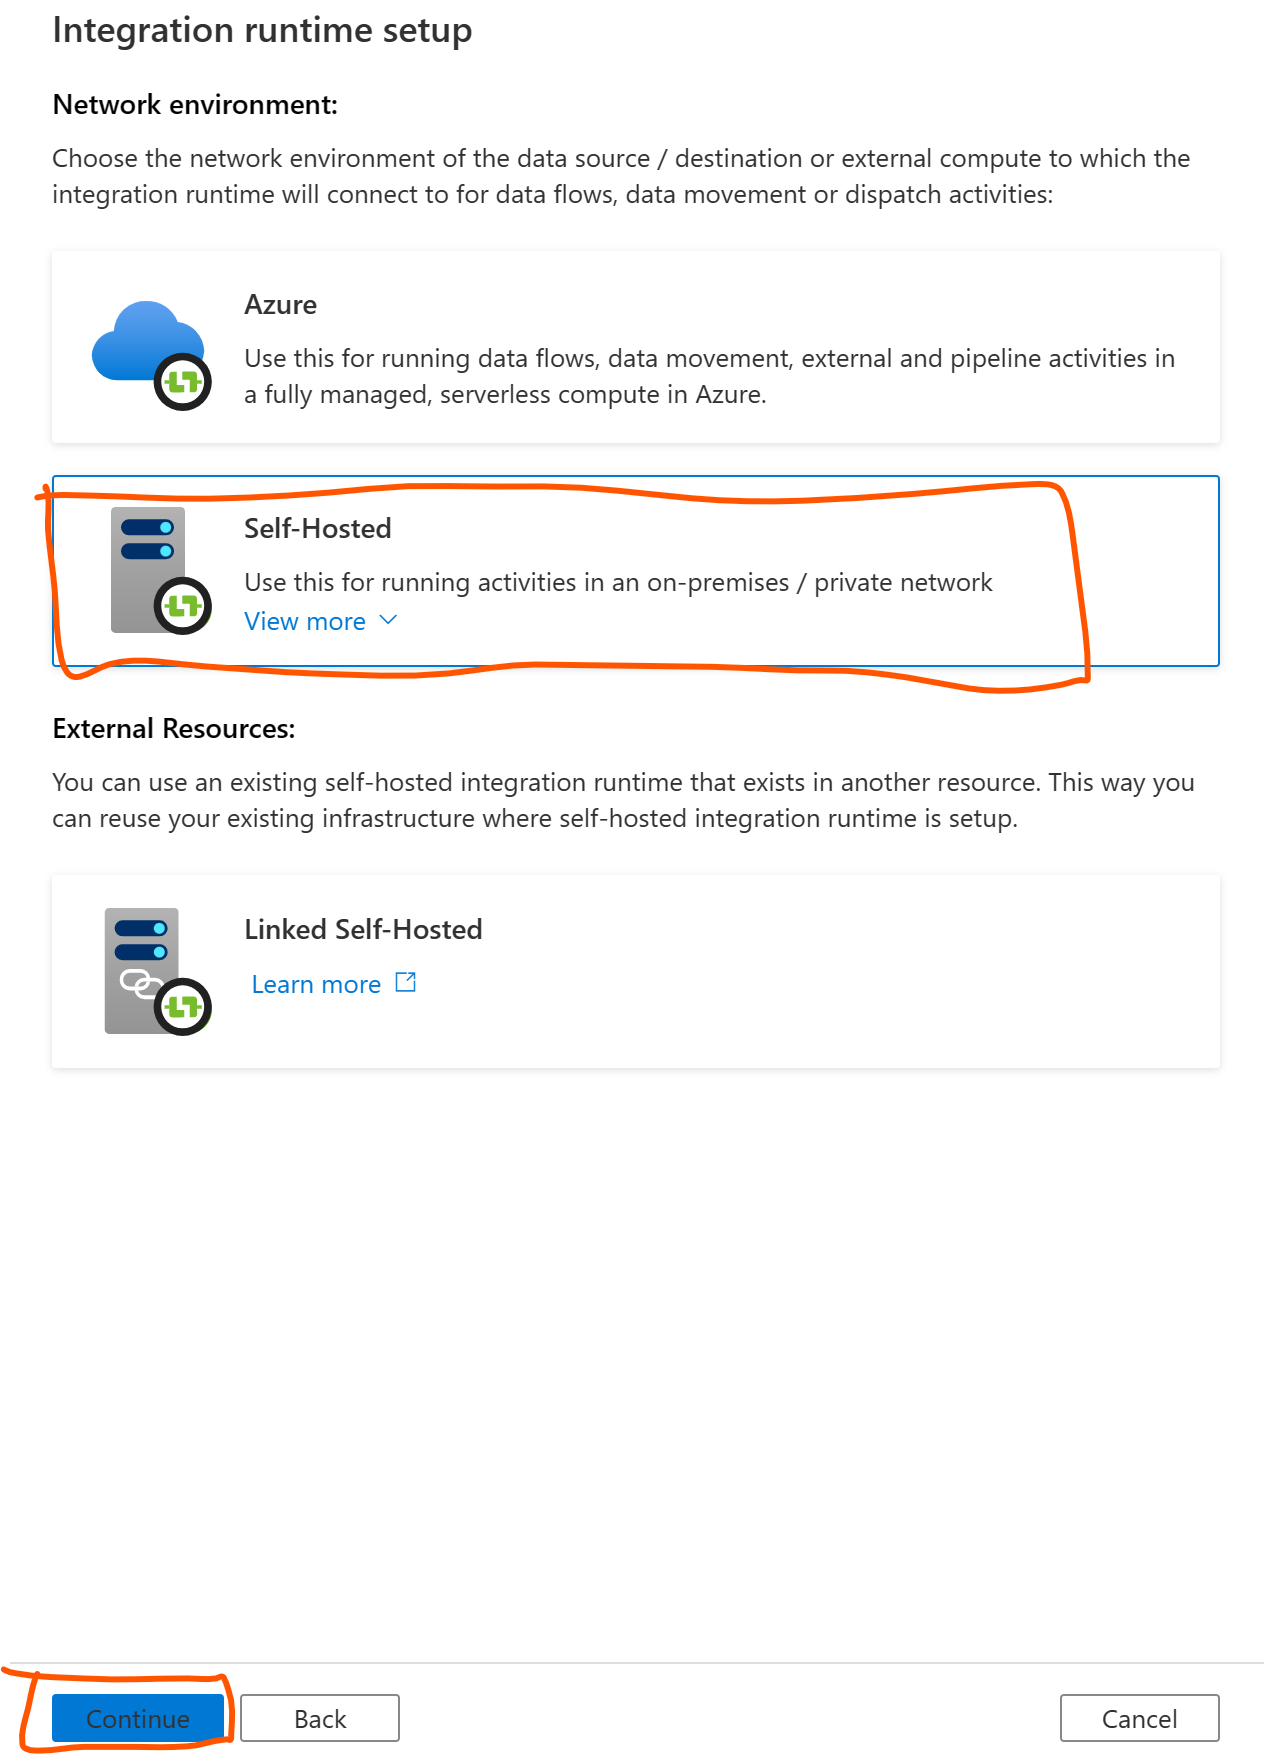 Integration runtime setup
Network environment:
Choose the network environment of the data source / destination or external compute to which the
integration runtime will connect to for data flows, data movement or dispatch activities:
Azure
Use this for running data flows, data movement, external and pipeline activities in
a fully managed, serverless compute in Azure.
Self-Hosted
Use this for running activities in an on-premises / private network
View more
External Resources:
You can use an existing self-hosted integration runtime that exists in another resource. This way you
can reuse your existing infrastructure where self-hosted integration runtime is setup.
Linked Self-Hosted
Learn more
Continue
Back
Cancel